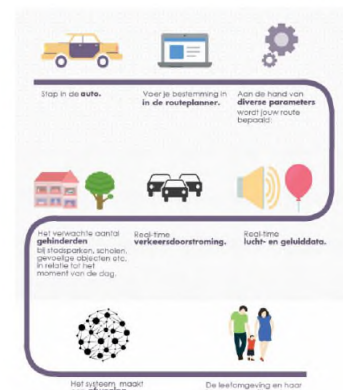 Stap in de auto.
Voer je bestemming in
in de routeplanner.
Aan de hand van
diverse parameters
wordt jouw route
bepaald:
Het verwachte aantal
gehinderden
bij stadsparken, scholen,
gevoelige objecten etc.
in relatie tot het
moment van de dag.
Real-time
verkeersdoorstroming.
Real-time
lucht- en geluiddata.
Het systeem maakt
De leefomgeving en haar